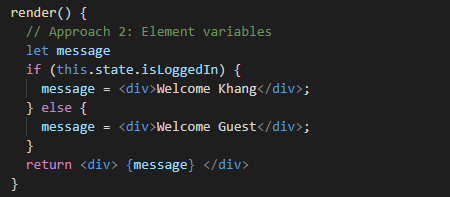 render() {
  // Approach 2: Element variables
  let message
  if (this.state.isLoggedIn) {
    message = <div>Welcome Khang</div>;
  } else {
    message = <div>Welcome Guest</div>;
  }
  return <div> {message} </div>
}